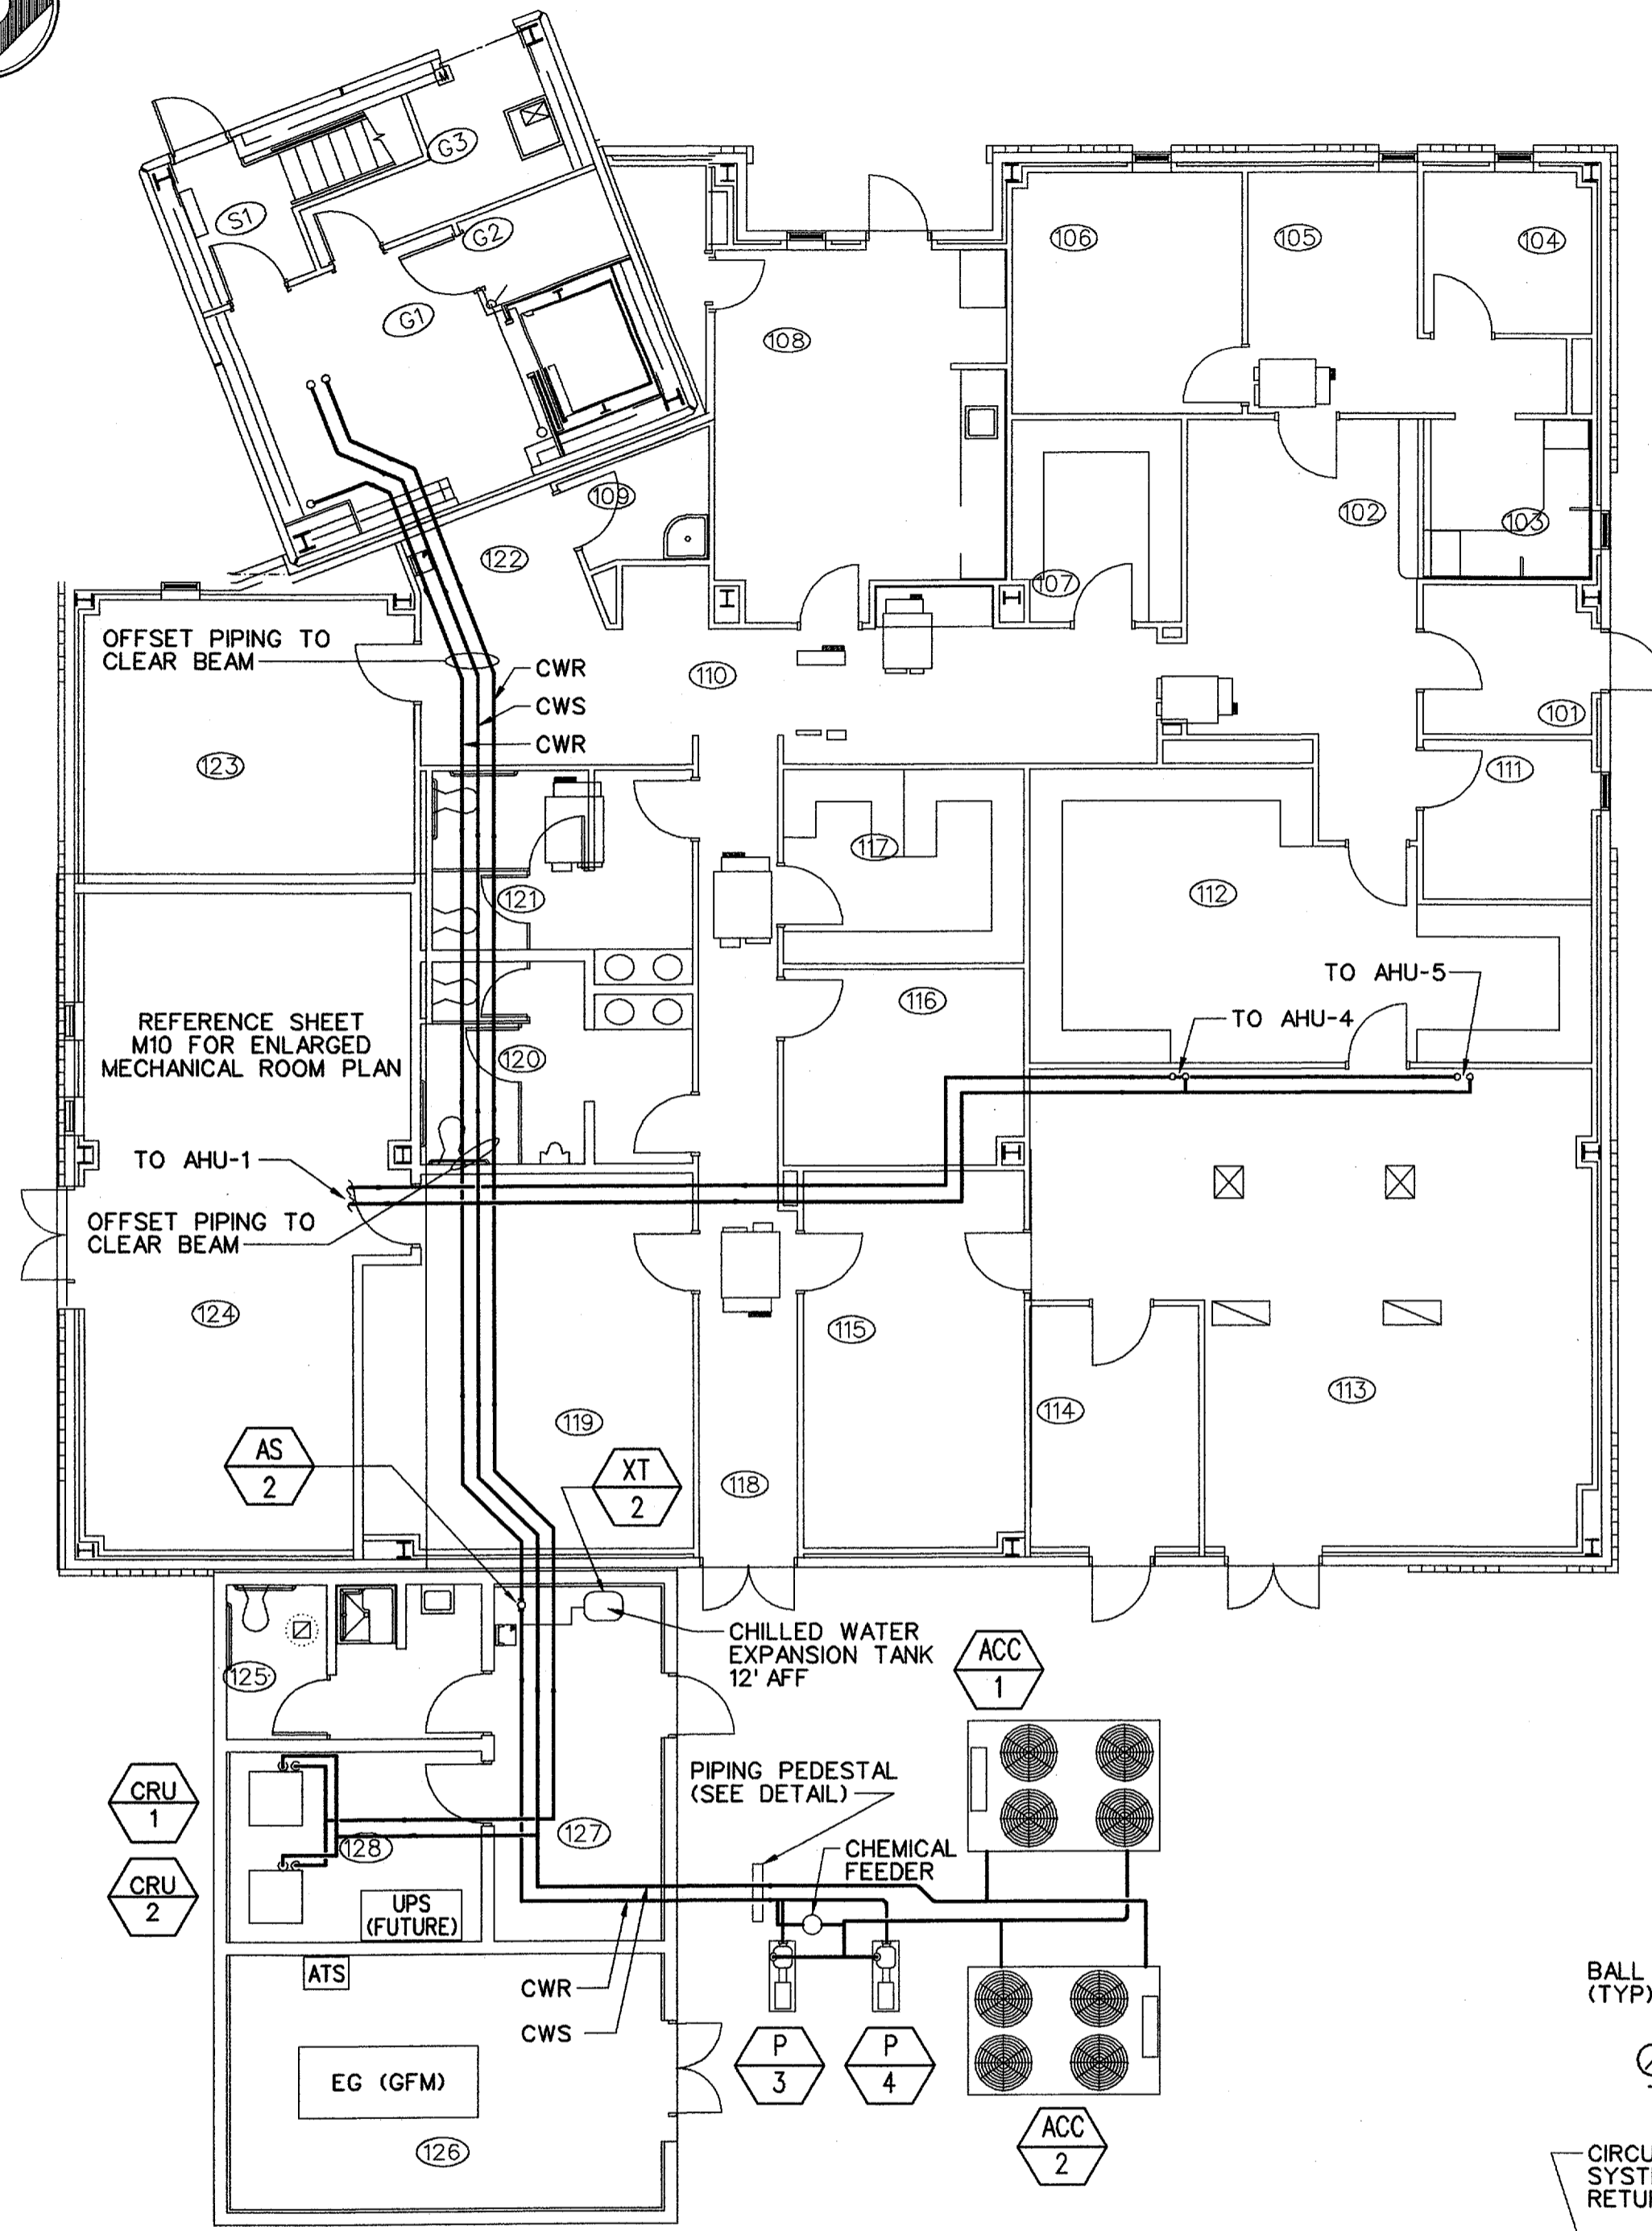 M
G3
S1
G2
G1
106
105
104
108
109
102
103
122
107
OFFSET PIPING TO
CLEAR BEAM
CWR
110
CWS
101
CWR
123
111
117
112
121
TO AHU-5
116
REFERENCE SHEET
M10 FOR ENLARGED
MECHANICAL ROOM PLAN
TO AHU-4
120
TO AHU-1
OFFSET PIPING TO
CLEAR BEAM
124
115
113
114
119
AS
2
XT
2
118
CHILLED WATER
EXPANSION TANK
12' AFF
125
ACC
1
PIPING PEDESTAL
(SEE DETAIL)
CRU
1
127
128
CHEMICAL
FEEDER
CRU
2
UPS
(FUTURE)
ATS
CWR
CWS
BALL
(TYP)
P
3
P
4
EG (GFM)
ACC
2
126
CIRCU
SYST
RETU